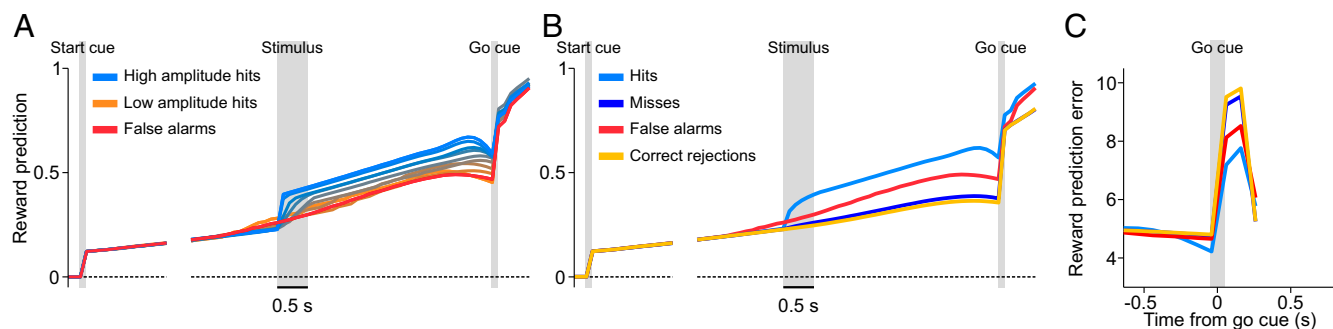 A
Start cue
Stimulus
Go cue
1
0.5
0
Reward prediction
High amplitude hits
Low amplitude hits
False alarms
0.5 s
B
Start cue
Stimulus
Go cue
1
0.5
0
Hits
Misses
False alarms
Correct rejections
0.5 s
C
Go cue
10
8
6
4
Reward prediction error
-0.5
0
0.5
Time from go cue (s)